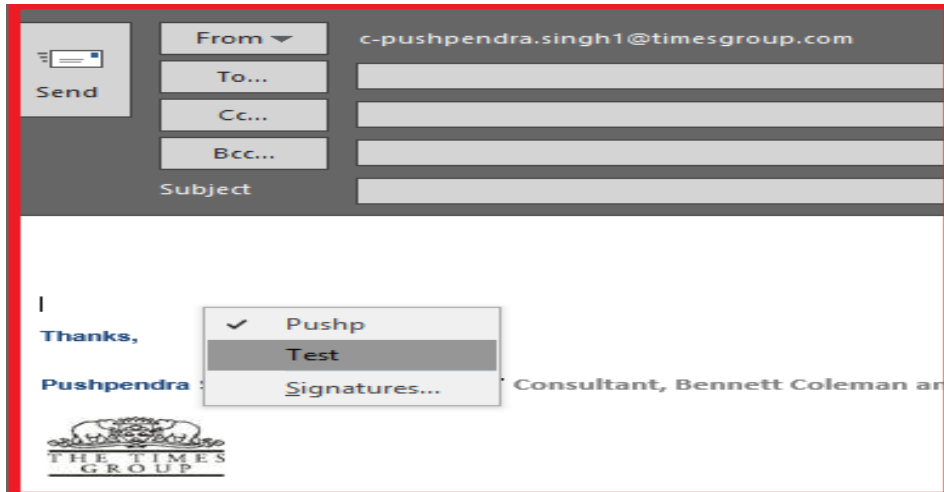 From
c-pushpendra.singh1@timesgroup.com
Send
To...
Cc...
Bcc...
Subject
Thanks,
Pushp
Test
Signatures...
Pushpendra Consultant, Bennett Coleman
THE TIMES
GROUP